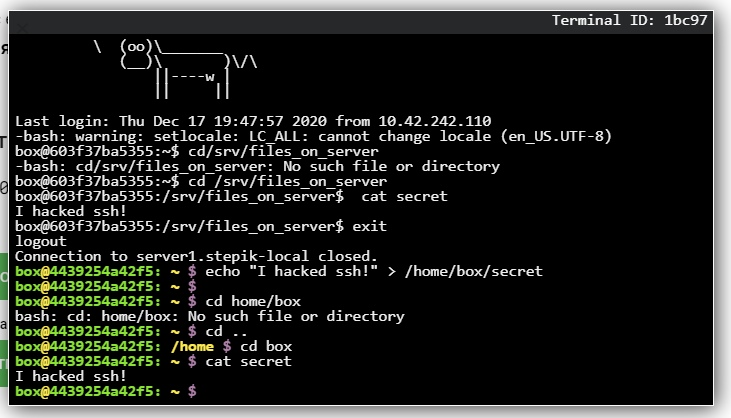 Terminal ID: 1bc97
        \  (oo)\_______
           (__)\       )\/\
               ||----w |
               ||     ||
Last login: Thu Dec 17 19:47:57 2020 from 10.42.242.110
-bash: warning: setlocale: LC_ALL: cannot change locale (en_US.UTF-8)
box@603f37ba5355:~$ cd/srv/files_on_server
-bash: cd/srv/files_on_server: No such file or directory
box@603f37ba5355:~$ cd /srv/files_on_server
box@603f37ba5355:/srv/files_on_server$  cat secret
I hacked ssh!
box@603f37ba5355:/srv/files_on_server$ exit
logout
Connection to server1.stepik-local closed.
box@4439254a42f5: ~ $ echo "I hacked ssh!" > /home/box/secret
box@4439254a42f5: ~ $
box@4439254a42f5: ~ $ cd home/box
bash: cd: home/box: No such file or directory
box@4439254a42f5: ~ $ cd ..
box@4439254a42f5: /home $ cd box
box@4439254a42f5: ~ $ cat secret
I hacked ssh!
box@4439254a42f5: ~ $